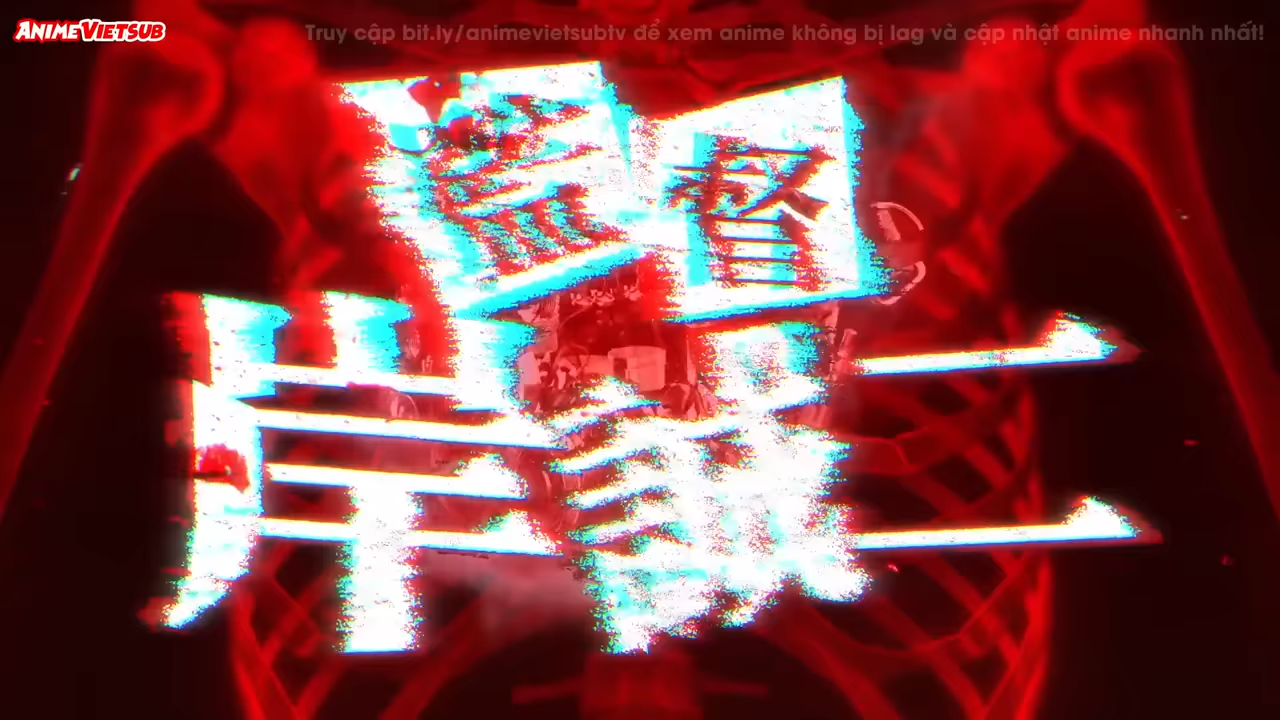 AnimeVietsub
Truy cập bit.ly/animevietsubtv để xem anime không bị lag và cập nhật anime nhanh nhất!
監督
岸誠二